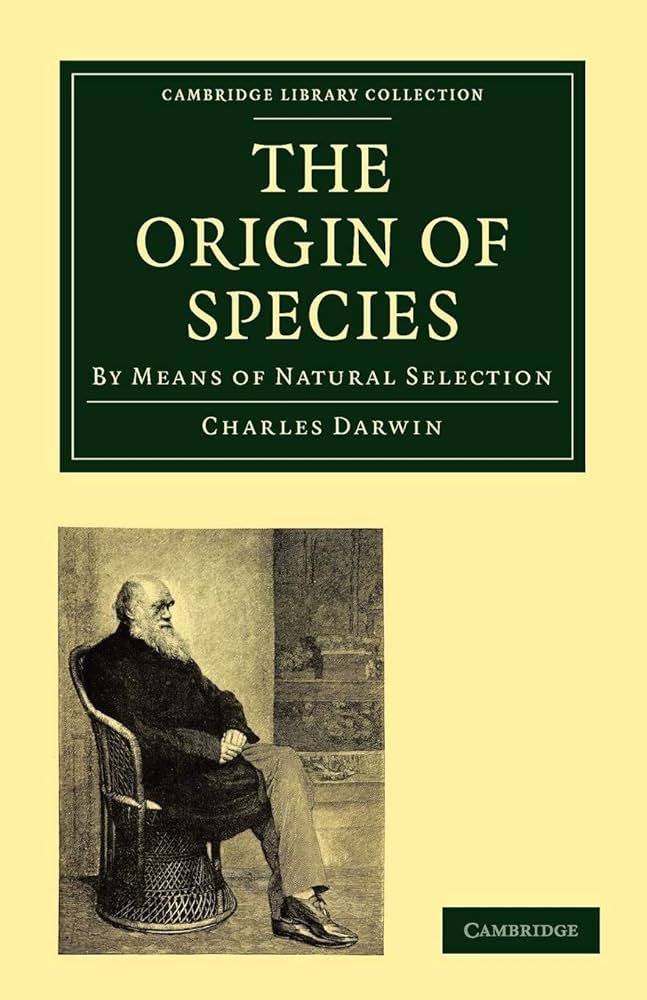 CAMBRIDGE LIBRARY COLLECTION
THE
ORIGIN OF
SPECIES
BY MEANS OF NATURAL SELECTION
CHARLES DARWIN
CAMBRIDGE